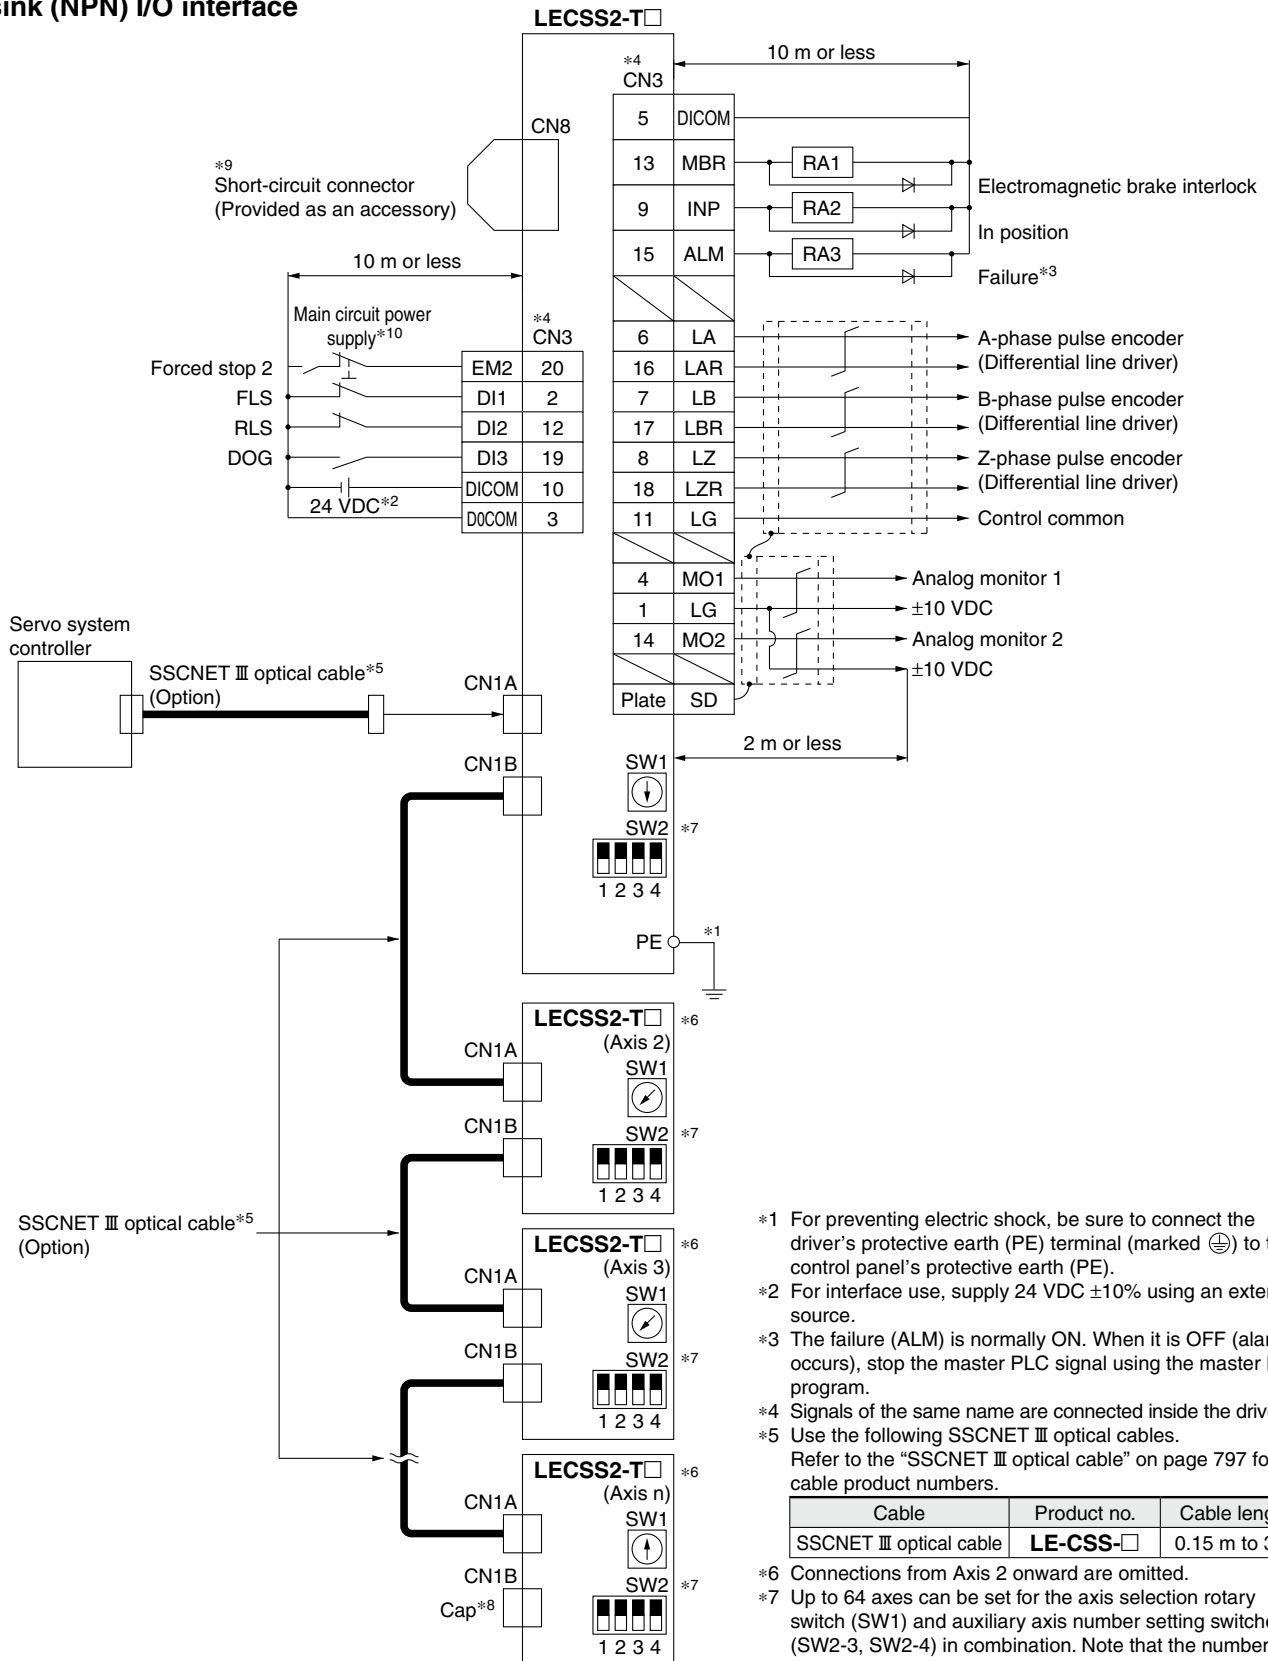 sink (NPN) I/O interface
LECSS2-T□
*4
CN3
10 m or less
5 DICOM
13 MBR RA1
Electromagnetic brake interlock
9 INP RA2
In position
15 ALM RA3
Failure*3
CN8
*9
Short-circuit connector
(Provided as an accessory)
10 m or less
Main circuit power
supply*10
*4
CN3
Forced stop 2 EM2 20
FLS DI1 2
RLS DI2 12
DOG DI3 19
DICOM 10
24 VDC*2
D0COM 3
6 LA A-phase pulse encoder
16 LAR (Differential line driver)
7 LB B-phase pulse encoder
17 LBR (Differential line driver)
8 LZ Z-phase pulse encoder
18 LZR (Differential line driver)
11 LG Control common
4 MO1 Analog monitor 1
1 LG ±10 VDC
14 MO2 Analog monitor 2
±10 VDC
Plate SD
2 m or less
Servo system
controller
SSCNET Ⅲ optical cable*5
(Option)
CN1A
CN1B
SW1
SW2 *7
1 2 3 4
PE *1
LECSS2-T□ *6
(Axis 2)
CN1A
SW1
CN1B
SW2 *7
1 2 3 4
SSCNET Ⅲ optical cable*5
(Option)
LECSS2-T□ *6
(Axis 3)
CN1A
SW1
CN1B
SW2 *7
1 2 3 4
LECSS2-T□ *6
(Axis n)
CN1A
SW1
CN1B
Cap*8
SW2 *7
1 2 3 4
*1 For preventing electric shock, be sure to connect the
driver's protective earth (PE) terminal (marked ⏚) to
control panel's protective earth (PE).
*2 For interface use, supply 24 VDC ±10% using an
source.
*3 The failure (ALM) is normally ON. When it is OFF
occurs), stop the master PLC signal using the master
program.
*4 Signals of the same name are connected inside the
*5 Use the following SSCNET Ⅲ optical cables.
Refer to the “SSCNET Ⅲ optical cable” on page 797
cable product numbers.
Cable Product no. Cable
SSCNET Ⅲ optical cable LE-CSS-□ 0.15 m to
*6 Connections from Axis 2 onward are omitted.
*7 Up to 64 axes can be set for the axis selection rotary
switch (SW1) and auxiliary axis number setting
(SW2-3, SW2-4) in combination. Note that the number